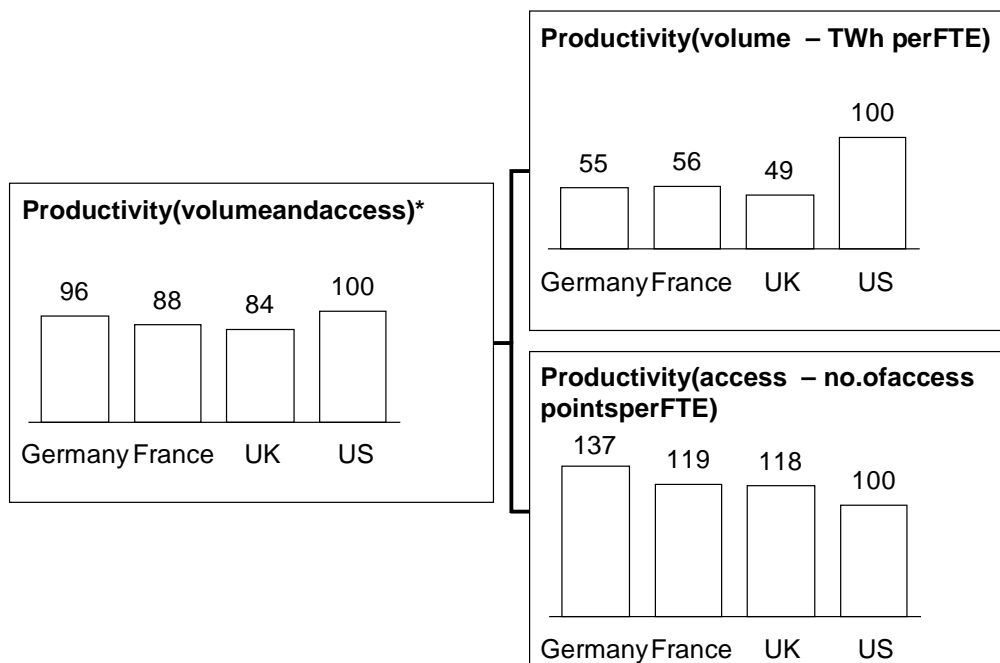 Productivity(volumeandaccess)*
96 88 84 100
Germany France UK US
Productivity(volume – TWh perFTE)
55 56 49 100
Germany France UK US
Productivity(access – no.ofaccess
pointsperFTE)
137 119 118 100
Germany France UK US